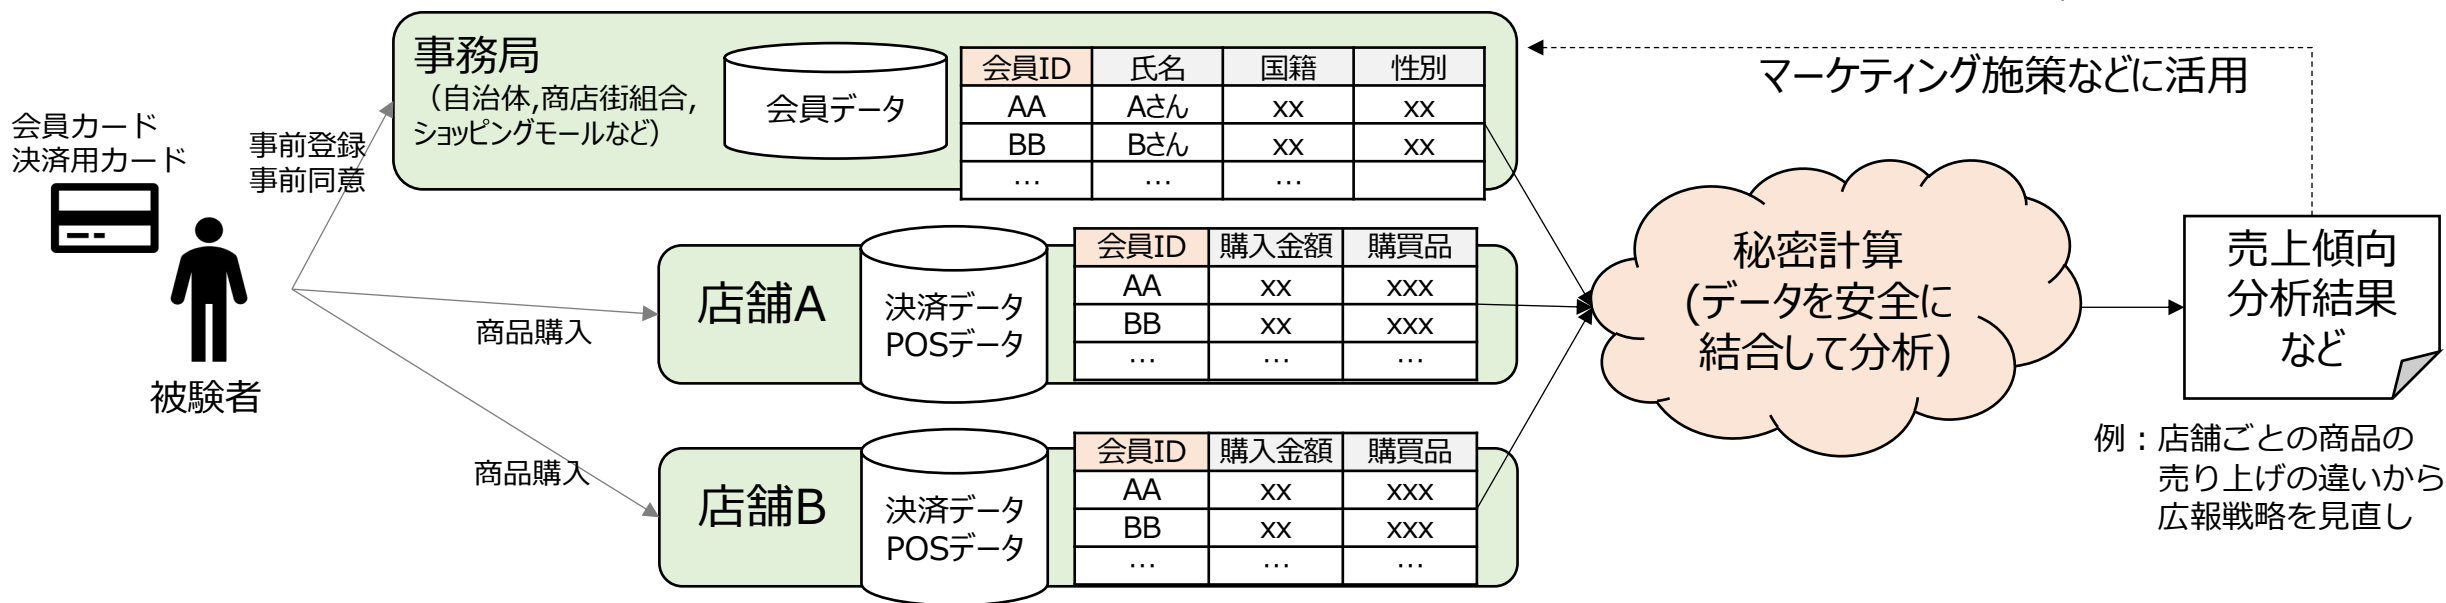 会員カード
決済用カード
被験者
事前登録
事前同意
商品購入
商品購入
事務局
（自治体,商店街組合,
ショッピングモールなど）
会員データ
会員ID 氏名 国籍 性別
AA Aさん xx xx
BB Bさん xx xx
… … …
店舗A
決済データ
POSデータ
会員ID 購入金額 購買品
AA xx xxx
BB xx xxx
… … …
店舗B
決済データ
POSデータ
会員ID 購入金額 購買品
AA xx xxx
BB xx xxx
… … …
秘密計算
(データを安全に
結合して分析)
マーケティング施策などに活用
売上傾向
分析結果
など
例：店舗ごとの商品の
売り上げの違いから
広報戦略を見直し